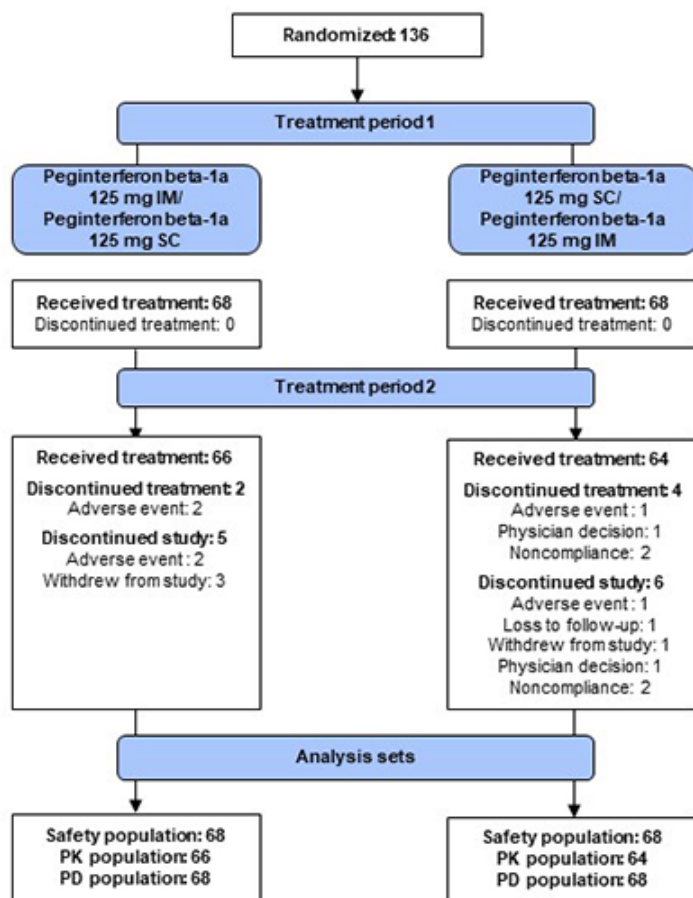 Randomized: 136
Treatment period 1
Peginterferon beta-1a
125 mg IM/
Peginterferon beta-1a
125 mg SC
Peginterferon beta-1a
125 mg SC/
Peginterferon beta-1a
125 mg IM
Received treatment: 68
Discontinued treatment: 0
Received treatment: 68
Discontinued treatment: 0
Treatment period 2
Received treatment: 66
Discontinued treatment: 2
Adverse event: 2
Discontinued study: 5
Adverse event: 2
Withdrew from study: 3
Received treatment: 64
Discontinued treatment: 4
Adverse event: 1
Physician decision: 1
Noncompliance: 2
Discontinued study: 6
Adverse event: 1
Loss to follow-up: 1
Withdrew from study: 1
Physician decision: 1
Noncompliance: 2
Analysis sets
Safety population: 68
PK population: 66
PD population: 68
Safety population: 68
PK population: 64
PD population: 68